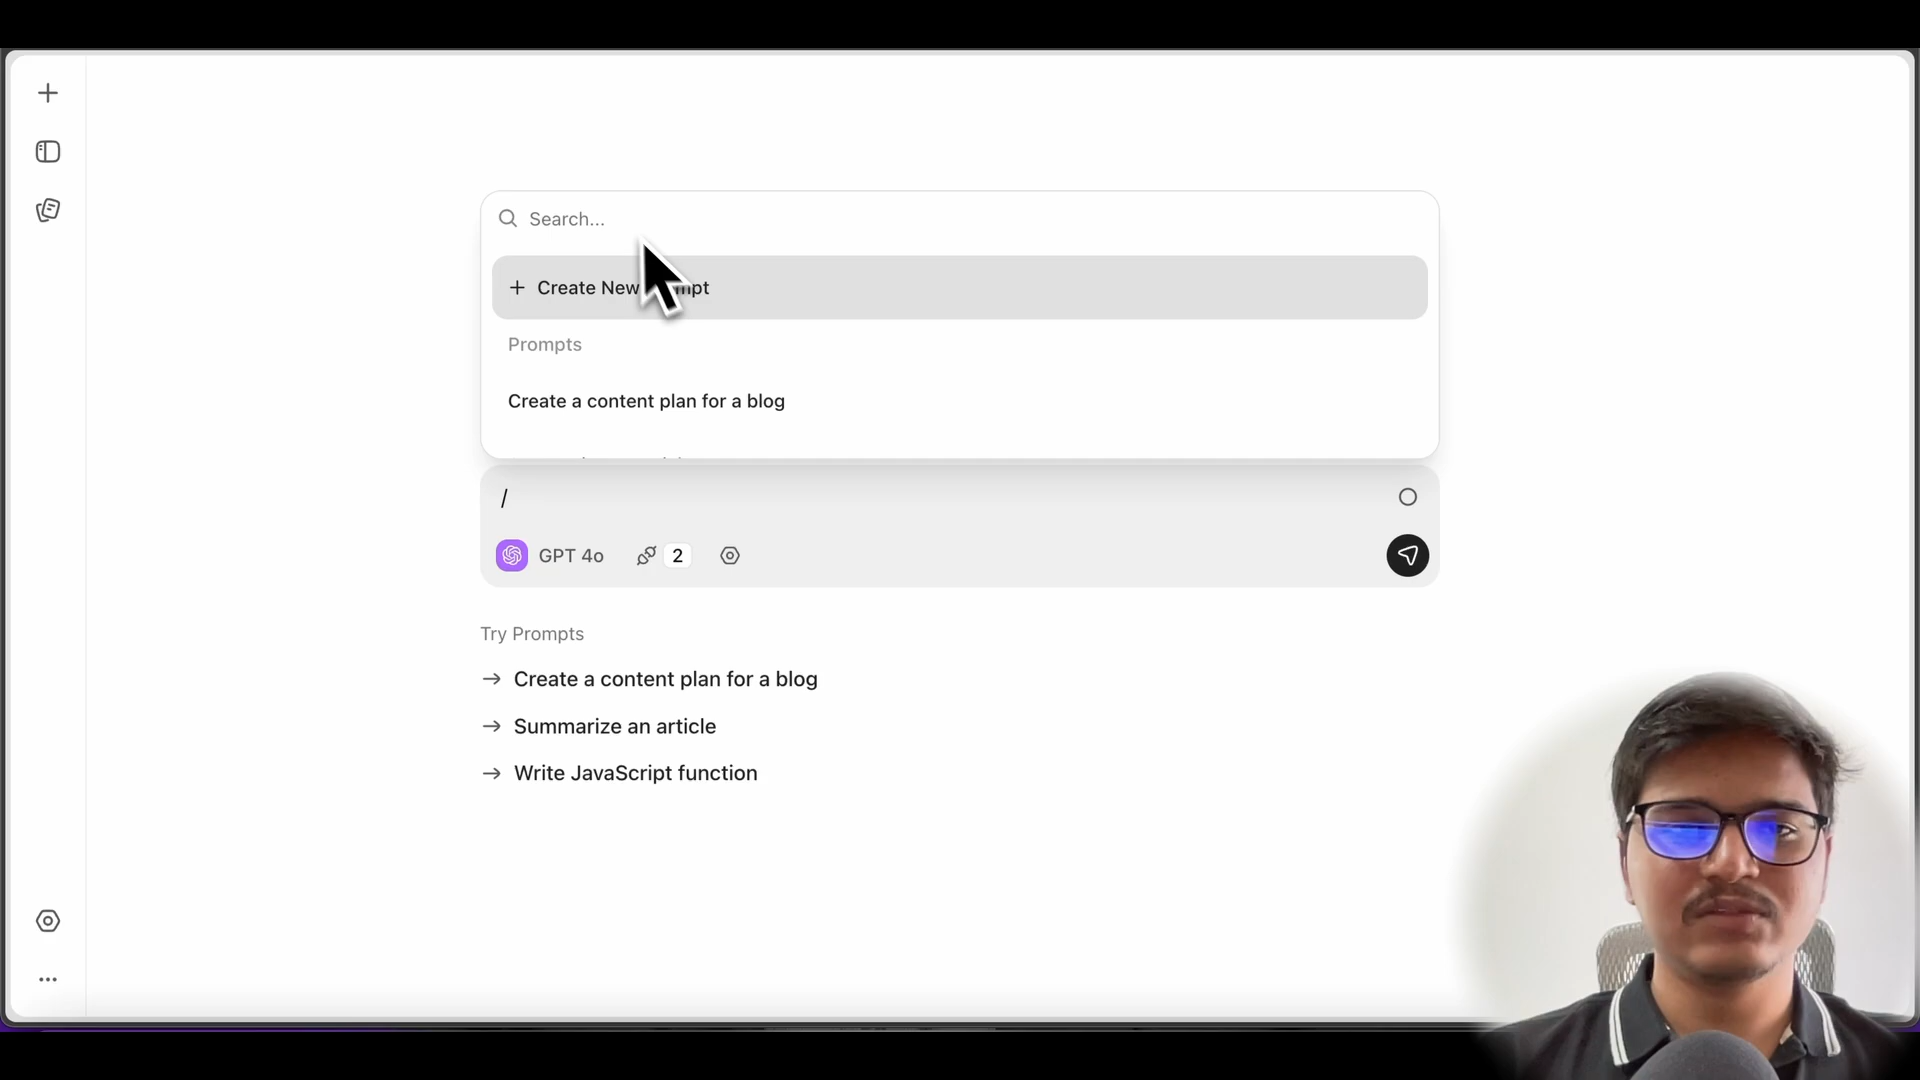 Search...
+ Create New mpt
Prompts
Create a content plan for a blog
/
GPT 4o 2
Try Prompts
→ Create a content plan for a blog
→ Summarize an article
→ Write JavaScript function